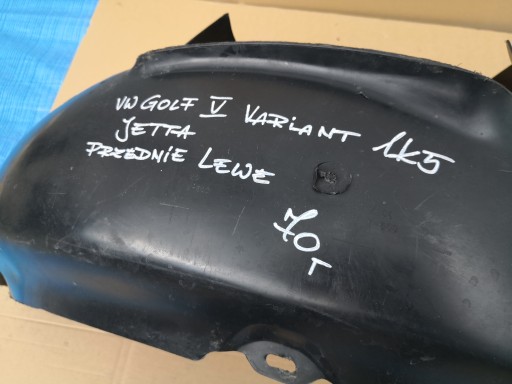 VW GOLF V VARIANT 1K5
JETTA
PRZEDNIE LEWE
70
T